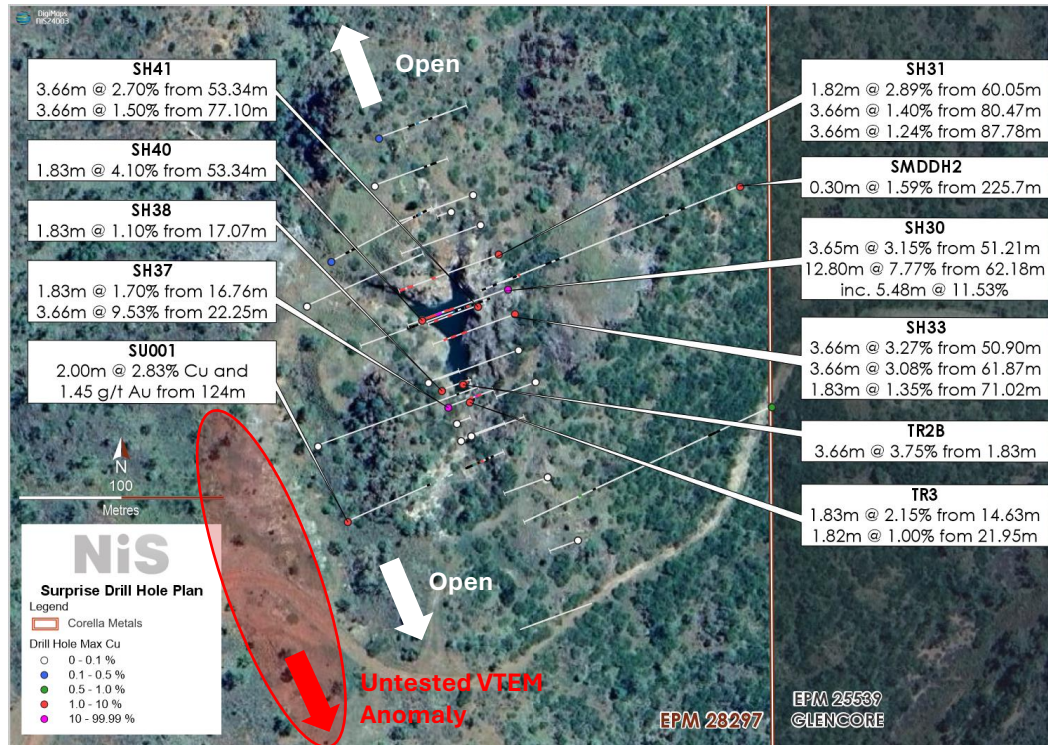 DigiMaps
NIS24003
Open
SH41
3.66m @ 2.70% from 53.34m
3.66m @ 1.50% from 77.10m
SH40
1.83m @ 4.10% from 53.34m
SH38
1.83m @ 1.10% from 17.07m
SH37
1.83m @ 1.70% from 16.76m
3.66m @ 9.53% from 22.25m
SU001
2.00m @ 2.83% Cu and
1.45 g/t Au from 124m
SH31
1.82m @ 2.89% from 60.05m
3.66m @ 1.40% from 80.47m
3.66m @ 1.24% from 87.78m
SMDDH2
0.30m @ 1.59% from 225.7m
SH30
3.65m @ 3.15% from 51.21m
12.80m @ 7.77% from 62.18m
inc. 5.48m @ 11.53%
SH33
3.66m @ 3.27% from 50.90m
3.66m @ 3.08% from 61.87m
1.83m @ 1.35% from 71.02m
TR2B
3.66m @ 3.75% from 1.83m
TR3
1.83m @ 2.15% from 14.63m
1.82m @ 1.00% fom 21.95m
N
100
Metres
NiS
Surprise Drill Hole Plan
Legend
Corella Metals
Drill Hole Max Cu
0 - 0.1 %
0.1 - 0.5 %
0.5 - 1.0 %
1.0 - 10 %
10 - 99.99 %
Open
Untested VTEM
Anomaly
EPM 28297
EPM 25539
GLENCORE